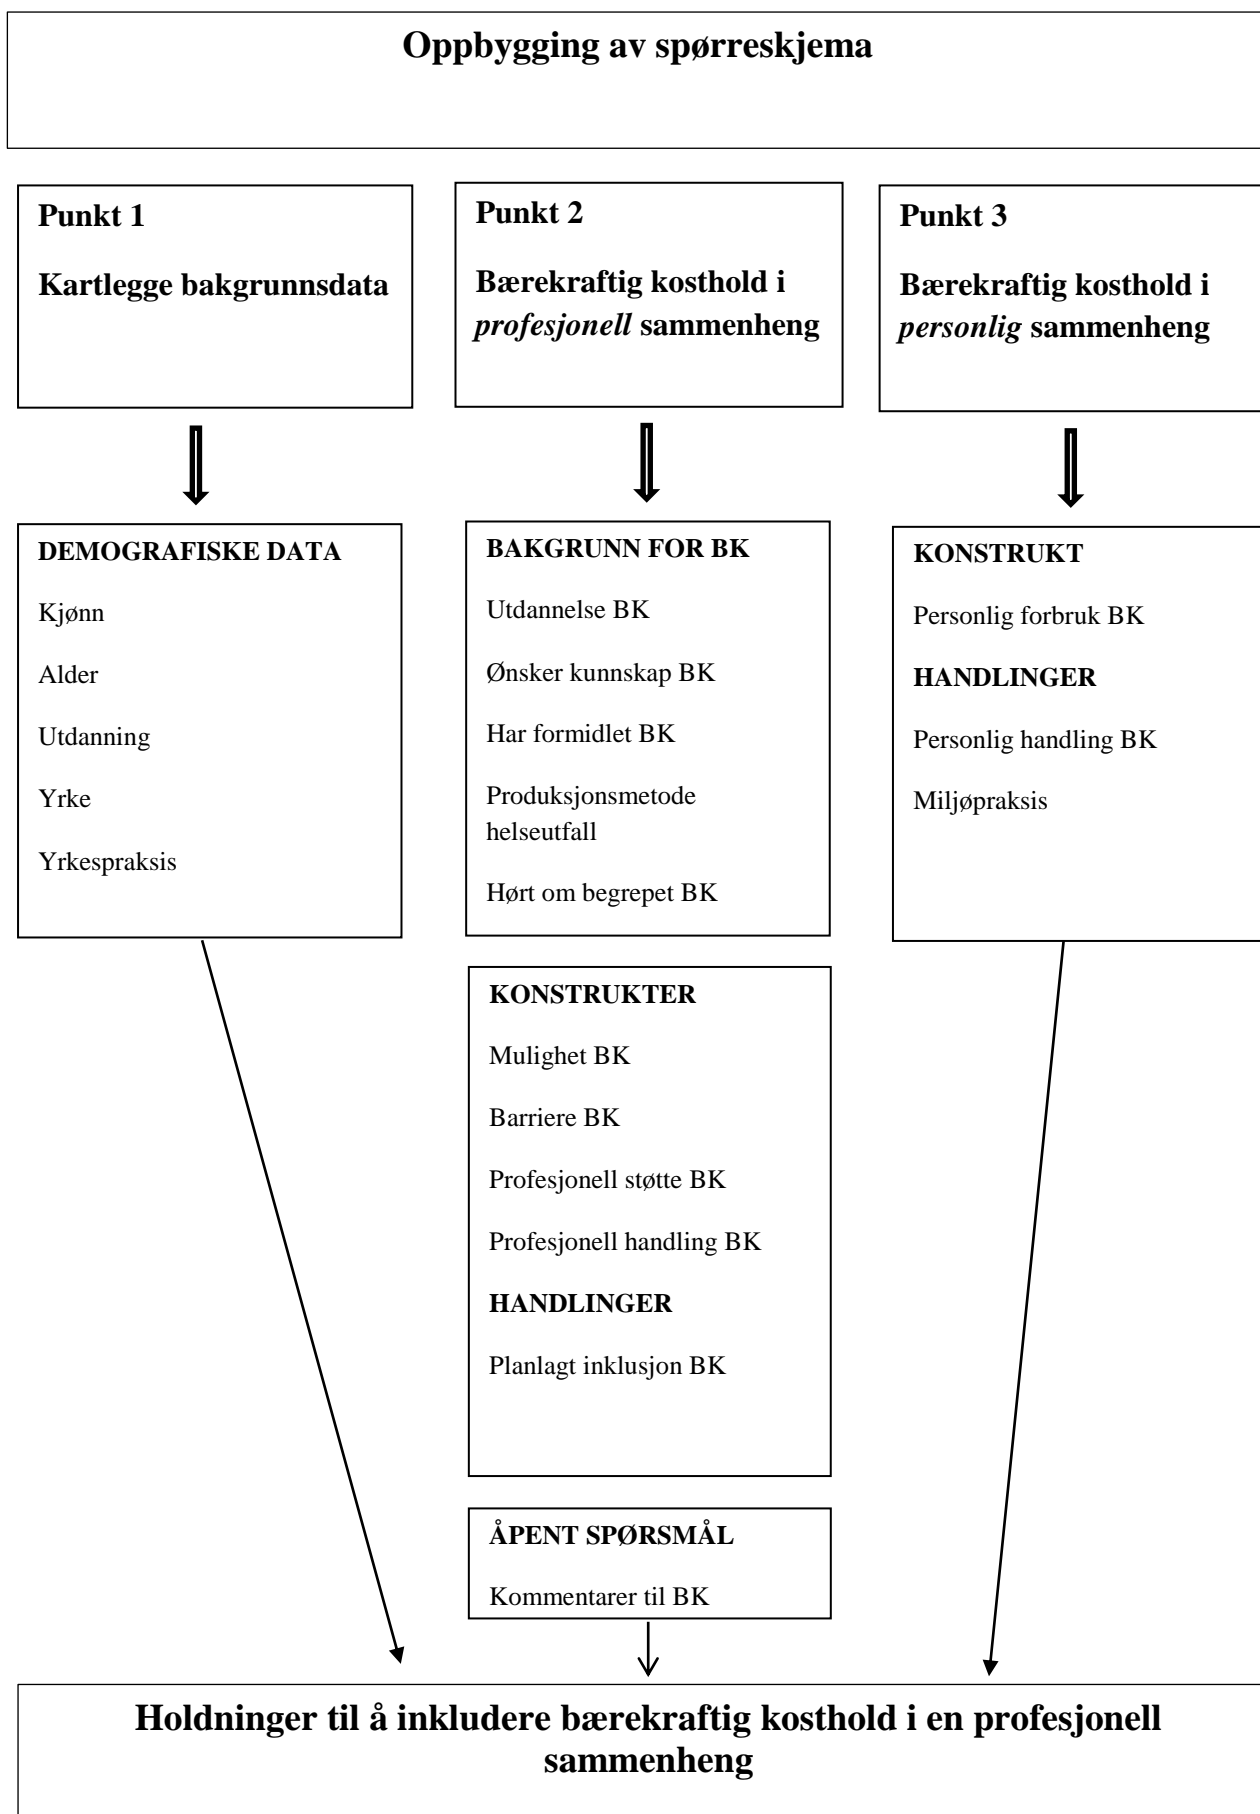 Oppbygging av spørreskjema
Punkt 1
Kartlegge bakgrunnsdata
Punkt 2
Bærekraftig kosthold i
profesjonell sammenheng
Punkt 3
Bærekraftig kosthold i
personlig sammenheng
DEMOGRAFISKE DATA
Kjønn
Alder
Utdanning
Yrke
Yrkespraksis
BAKGRUNN FOR BK
Utdannelse BK
Ønsker kunnskap BK
Har formidlet BK
Produksjonsmetode
helseutfall
Hørt om begrepet BK
KONSTRUKTER
Mulighet BK
Barriere BK
Profesjonell støtte BK
Profesjonell handling BK
HANDLINGER
Planlagt inklusjon BK
ÅPENT SPØRSMÅL
Kommentarer til BK
KONSTRUKT
Personlig forbruk BK
HANDLINGER
Personlig handling BK
Miljøpraksis
Holdninger til å inkludere bærekraftig kosthold i en profesjonell
sammenheng